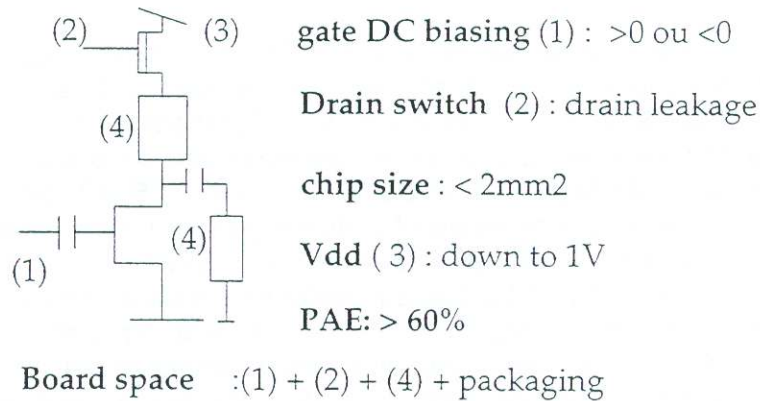 (2) (3) gate DC biasing (1) : >0 ou <0
(4) Drain switch (2) : drain leakage
chip size : < 2mm2
(1) (4) Vdd ( 3) : down to 1V
PAE: > 60%
Board space :(1) + (2) + (4) + packaging